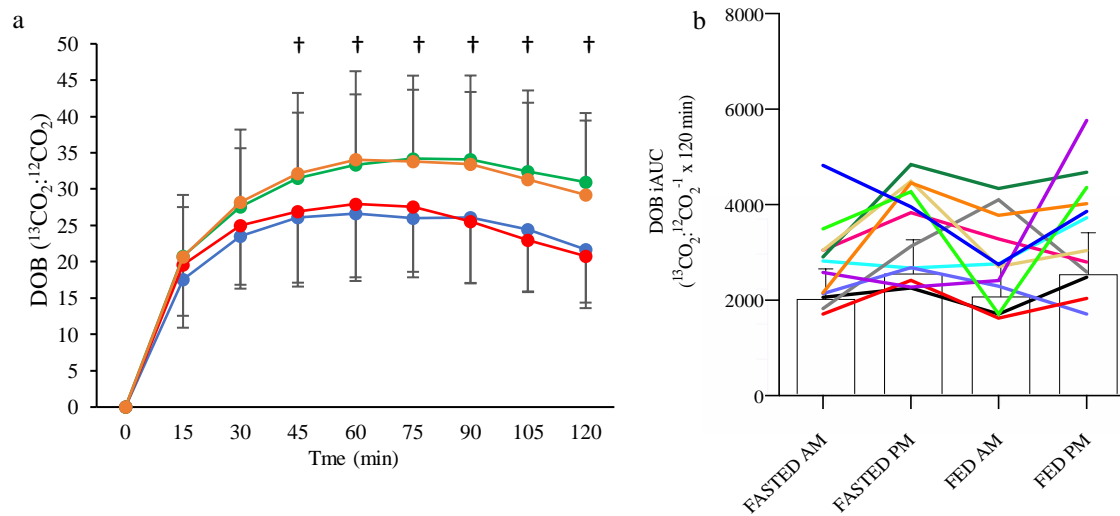 a
† † † † † †
50
45
40
35
30
25
20
15
10
5
0
DOB (¹³CO₂:¹²CO₂)
0 15 30 45 60 75 90 105 120
Tme (min)
b
8000
6000
4000
2000
0
DOB iAUC
(¹³CO₂:¹²CO₂⁻¹ x 120 min)
FASTED AM
FASTED PM
FED AM
FED PM